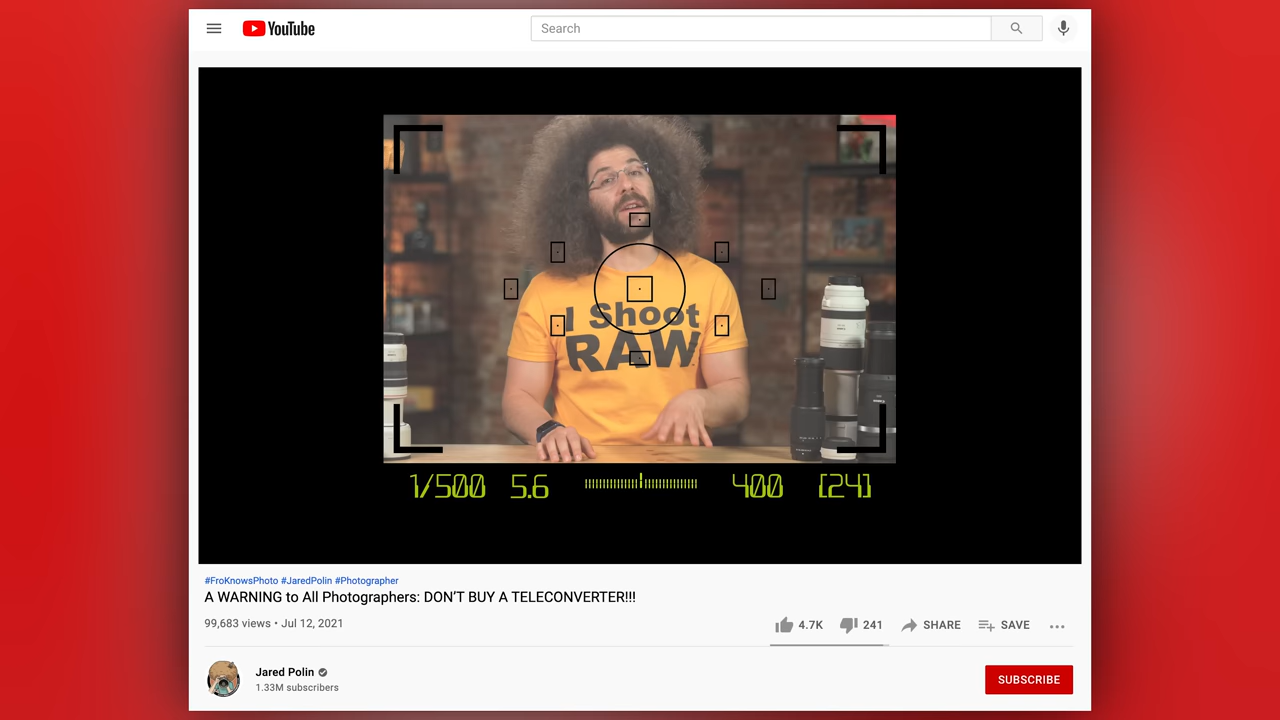 YouTube
Search
I Shoot
RAW
1/500 5.6 400 [24]
#FroKnowsPhoto #JaredPolin #Photographer
A WARNING to All Photographers: DON'T BUY A TELECONVERTER!!!
99,683 views • Jul 12, 2021
4.7K 241 SHARE SAVE
Jared Polin
1.33M subscribers
SUBSCRIBE